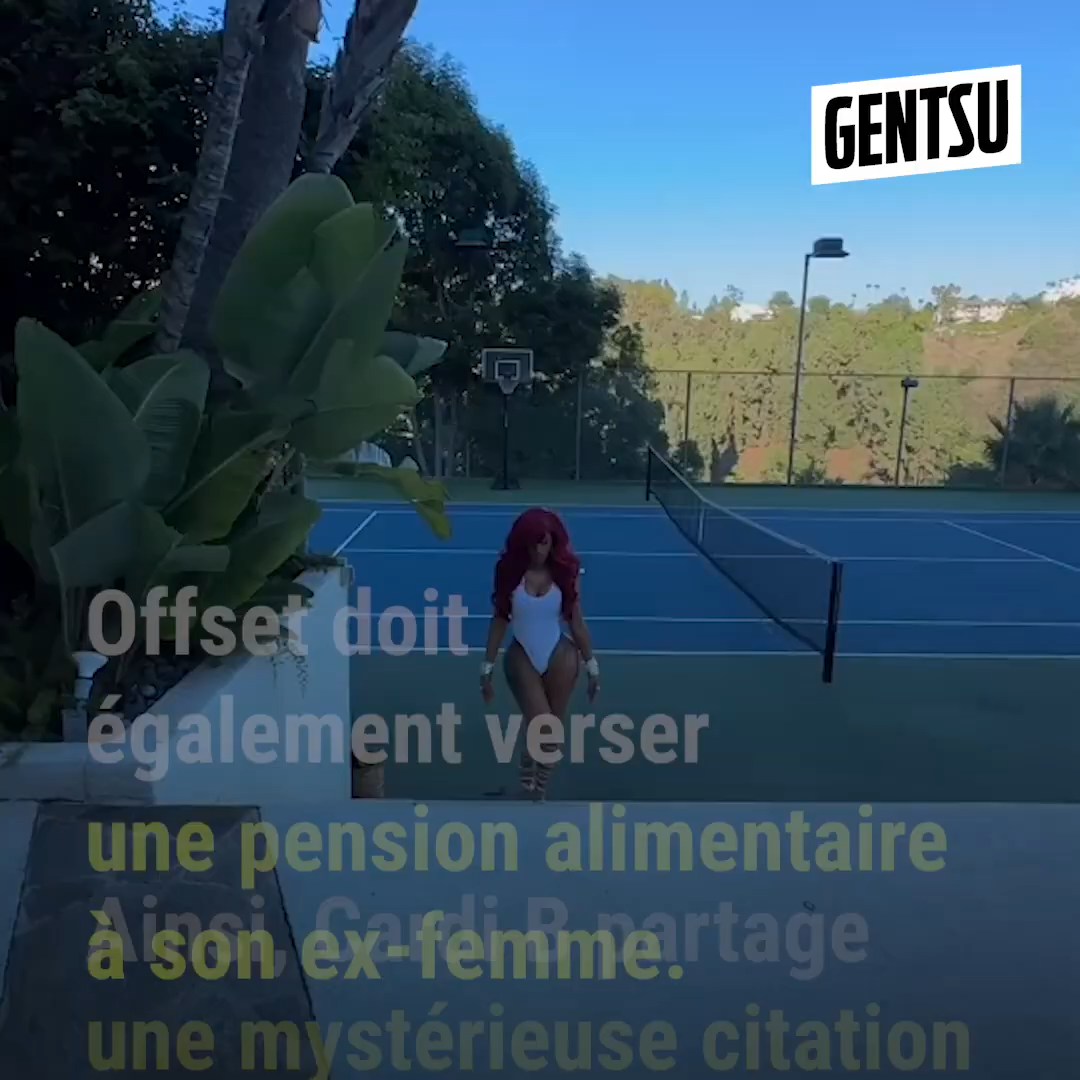 GENTSU
Offset doit
également verser
une pension alimentaire
Ainsi, Cardi B partage
à son ex-femme.
une mystérieuse citation